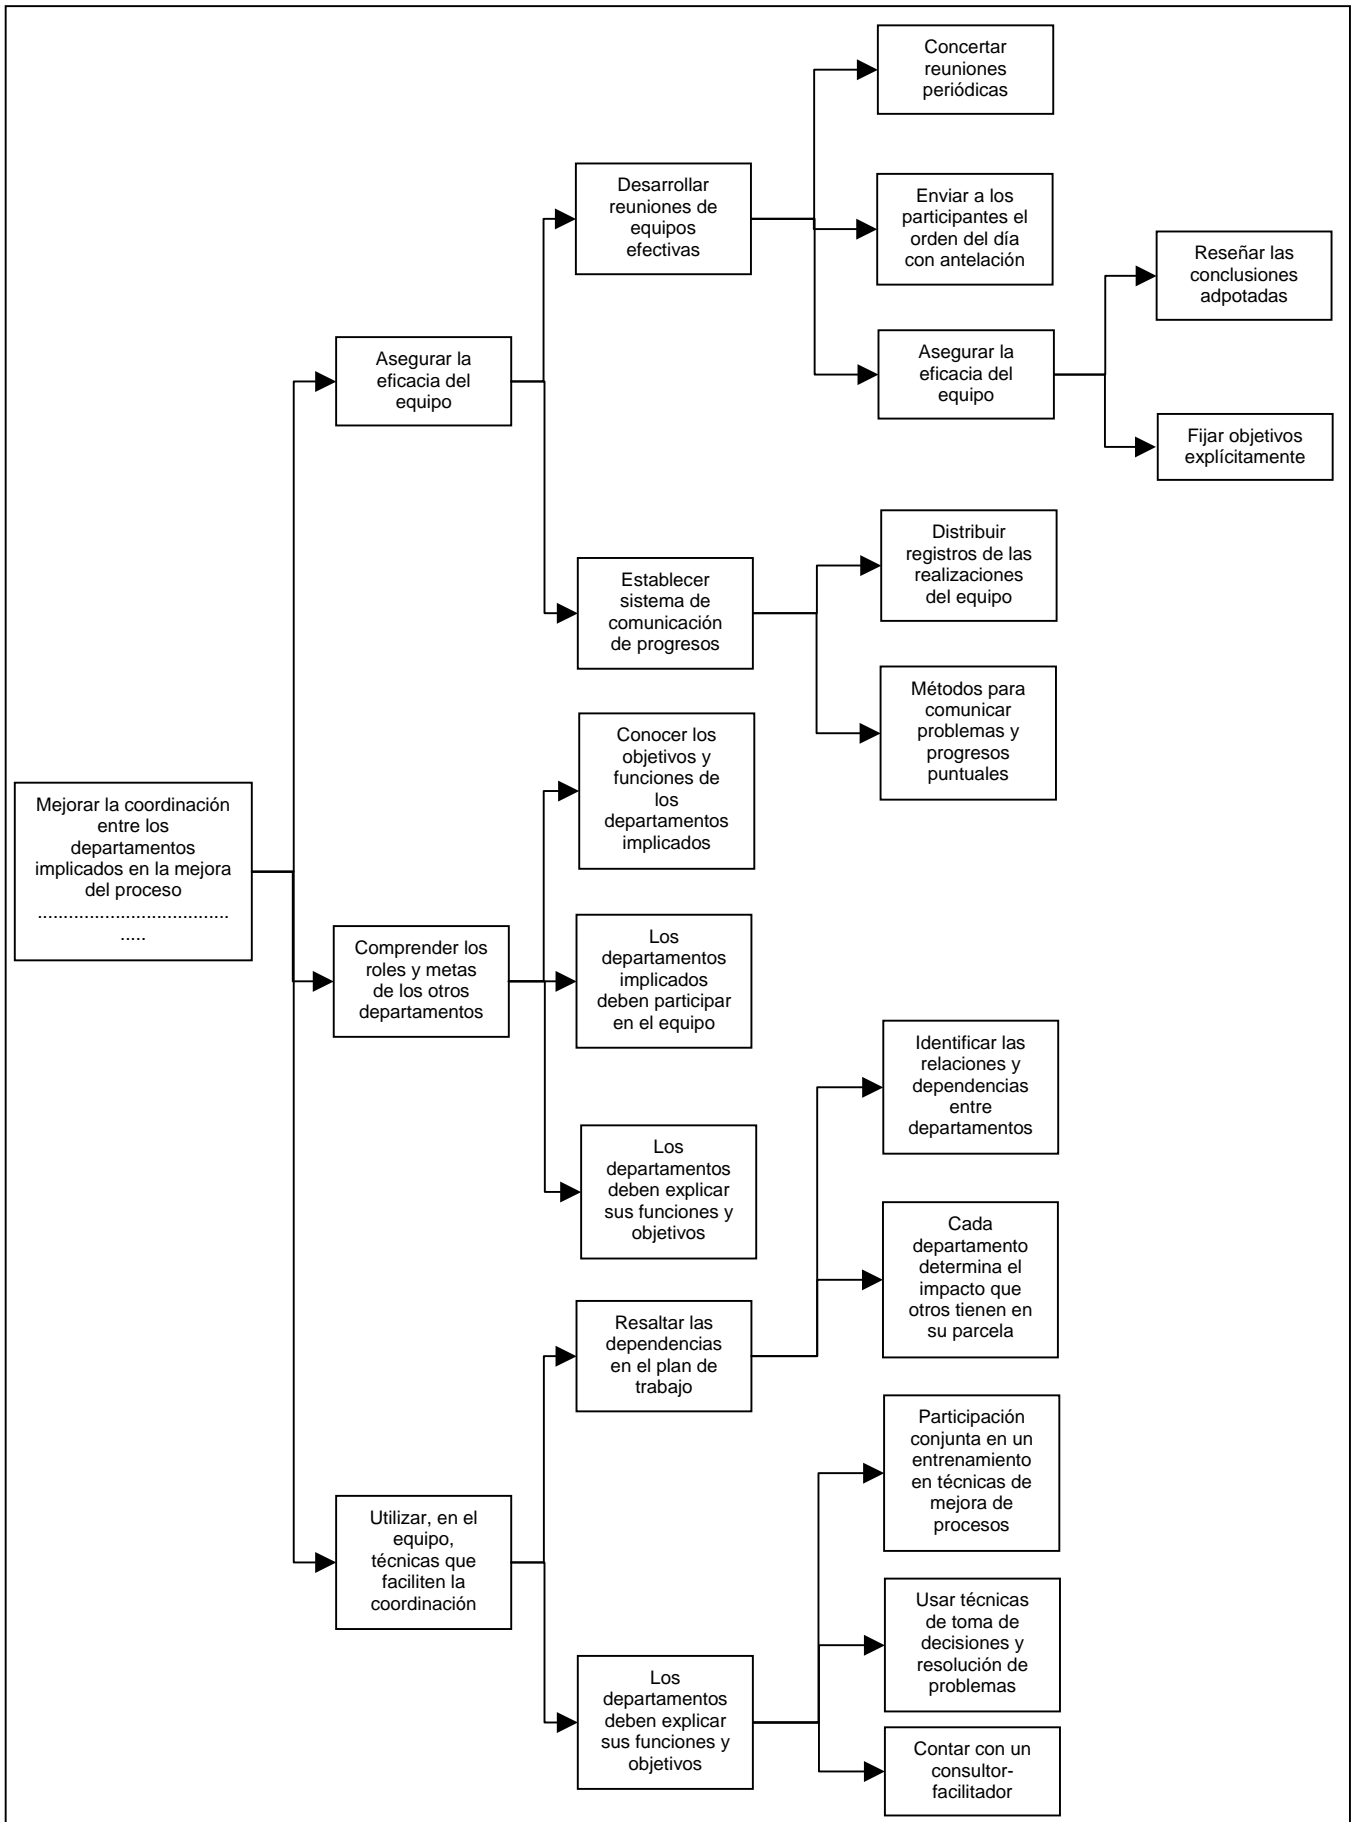 Concertar
reuniones
periódicas
Desarrollar
reuniones de
equipos
efectivas
Enviar a los
participantes el
orden del día
con antelación
Reseñar las
conclusiones
adpotadas
Asegurar la
eficacia del
equipo
Asegurar la
eficacia del
equipo
Fijar objetivos
explícitamente
Distribuir
registros de las
realizaciones
del equipo
Establecer
sistema de
comunicación
de progresos
Métodos para
comunicar
problemas y
progresos
puntuales
Conocer los
objetivos y
funciones de
los
departamentos
implicados
Mejorar la coordinación
entre los
departamentos
implicados en la mejora
del proceso
.....................................
.....
Comprender los
roles y metas
de los otros
departamentos
Los
departamentos
implicados
deben participar
en el equipo
Identificar las
relaciones y
dependencias
entre
departamentos
Los
departamentos
deben explicar
sus funciones y
objetivos
Cada
departamento
determina el
impacto que
otros tienen en
su parcela
Resaltar las
dependencias
en el plan de
trabajo
Participación
conjunta en un
entrenamiento
en técnicas de
mejora de
procesos
Utilizar, en el
equipo,
técnicas que
faciliten la
coordinación
Usar técnicas
de toma de
decisiones y
resolución de
problemas
Los
departamentos
deben explicar
sus funciones y
objetivos
Contar con un
consultor-
facilitador